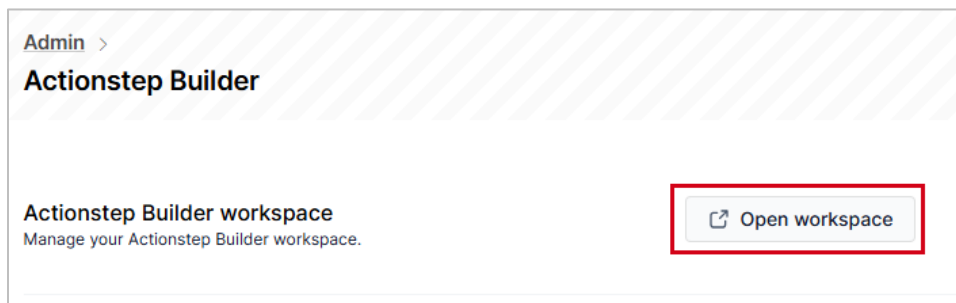 Admin >
Actionstep Builder
Actionstep Builder workspace
Open workspace
Manage your Actionstep Builder workspace.